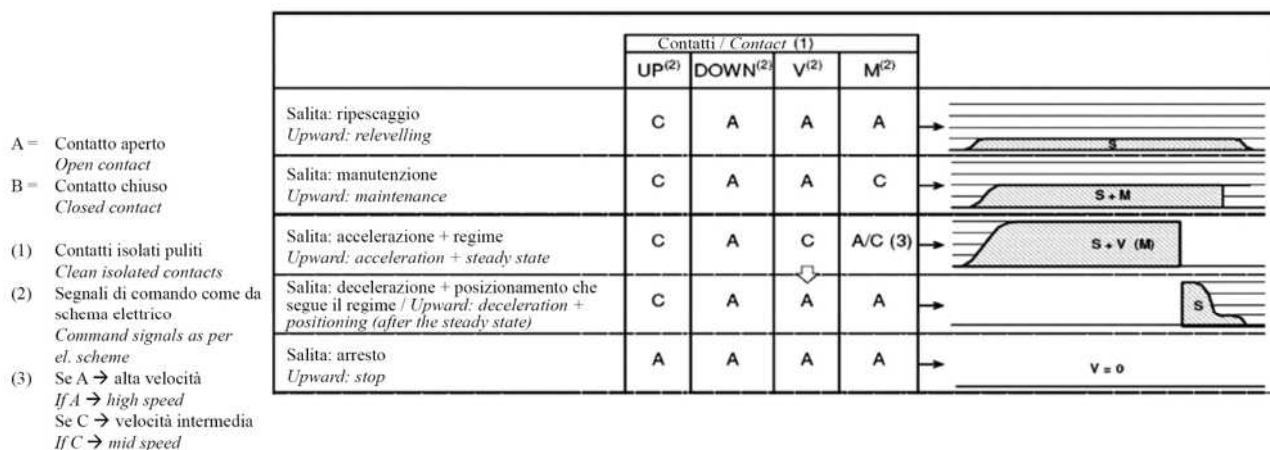 A = Contatto aperto
Open contact
B = Contatto chiuso
Closed contact
(1) Contatti isolati puliti
Clean isolated contacts
(2) Segnali di comando come da
schema elettrico
Command signals as per
el. scheme
(3) Se A → alta velocità
If A → high speed
Se C → velocità intermedia
If C → mid speed
Contatti / Contact (1)
UP(2) DOWN(2) V(2) M(2)
Salita: ripescaggio
Upward: relevelling
C A A A
S
Salita: manutenzione
Upward: maintenance
C A A C
S + M
Salita: accelerazione + regime
Upward: acceleration + steady state
C A C A/C (3)
S + V (M)
Salita: decelerazione + posizionamento che
segue il regime / Upward: deceleration +
positioning (after the steady state)
C A A A
S
Salita: arresto
Upward: stop
A A A A
V = 0